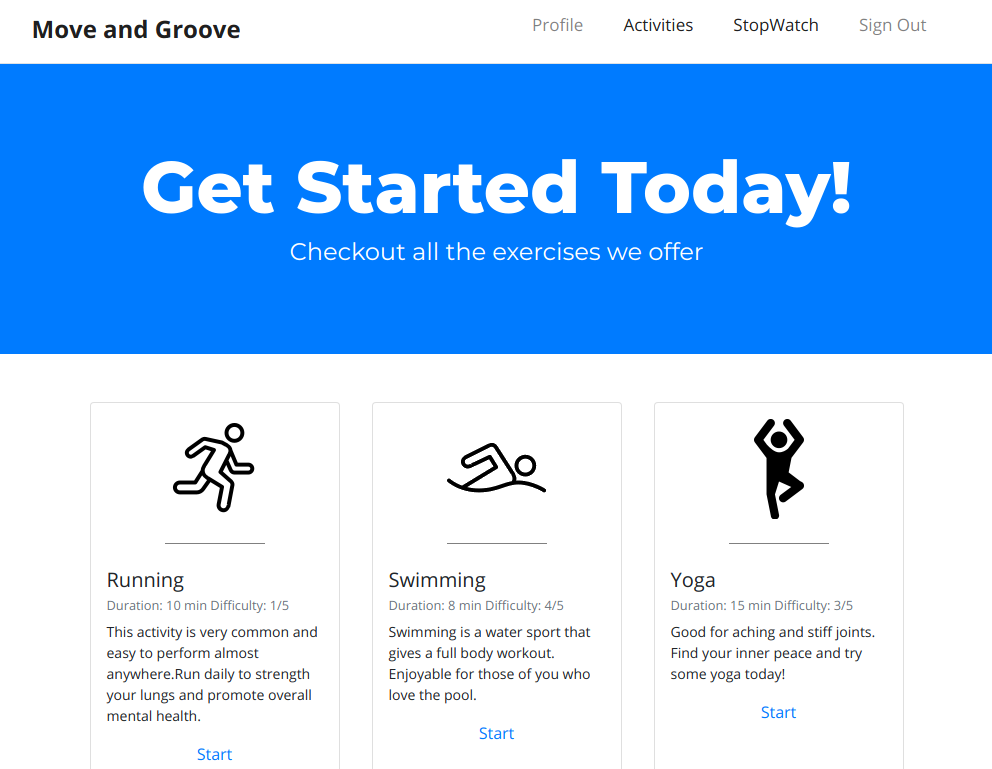 Move and Groove
Profile Activities StopWatch Sign Out
Get Started Today!
Checkout all the exercises we offer
Running
Duration: 10 min Difficulty: 1/5
This activity is very common and
easy to perform almost
anywhere.Run daily to strength
your lungs and promote overall
mental health.
Start
Swimming
Duration: 8 min Difficulty: 4/5
Swimming is a water sport that
gives a full body workout.
Enjoyable for those of you who
love the pool.
Start
Yoga
Duration: 15 min Difficulty: 3/5
Good for aching and stiff joints.
Find your inner peace and try
some yoga today!
Start